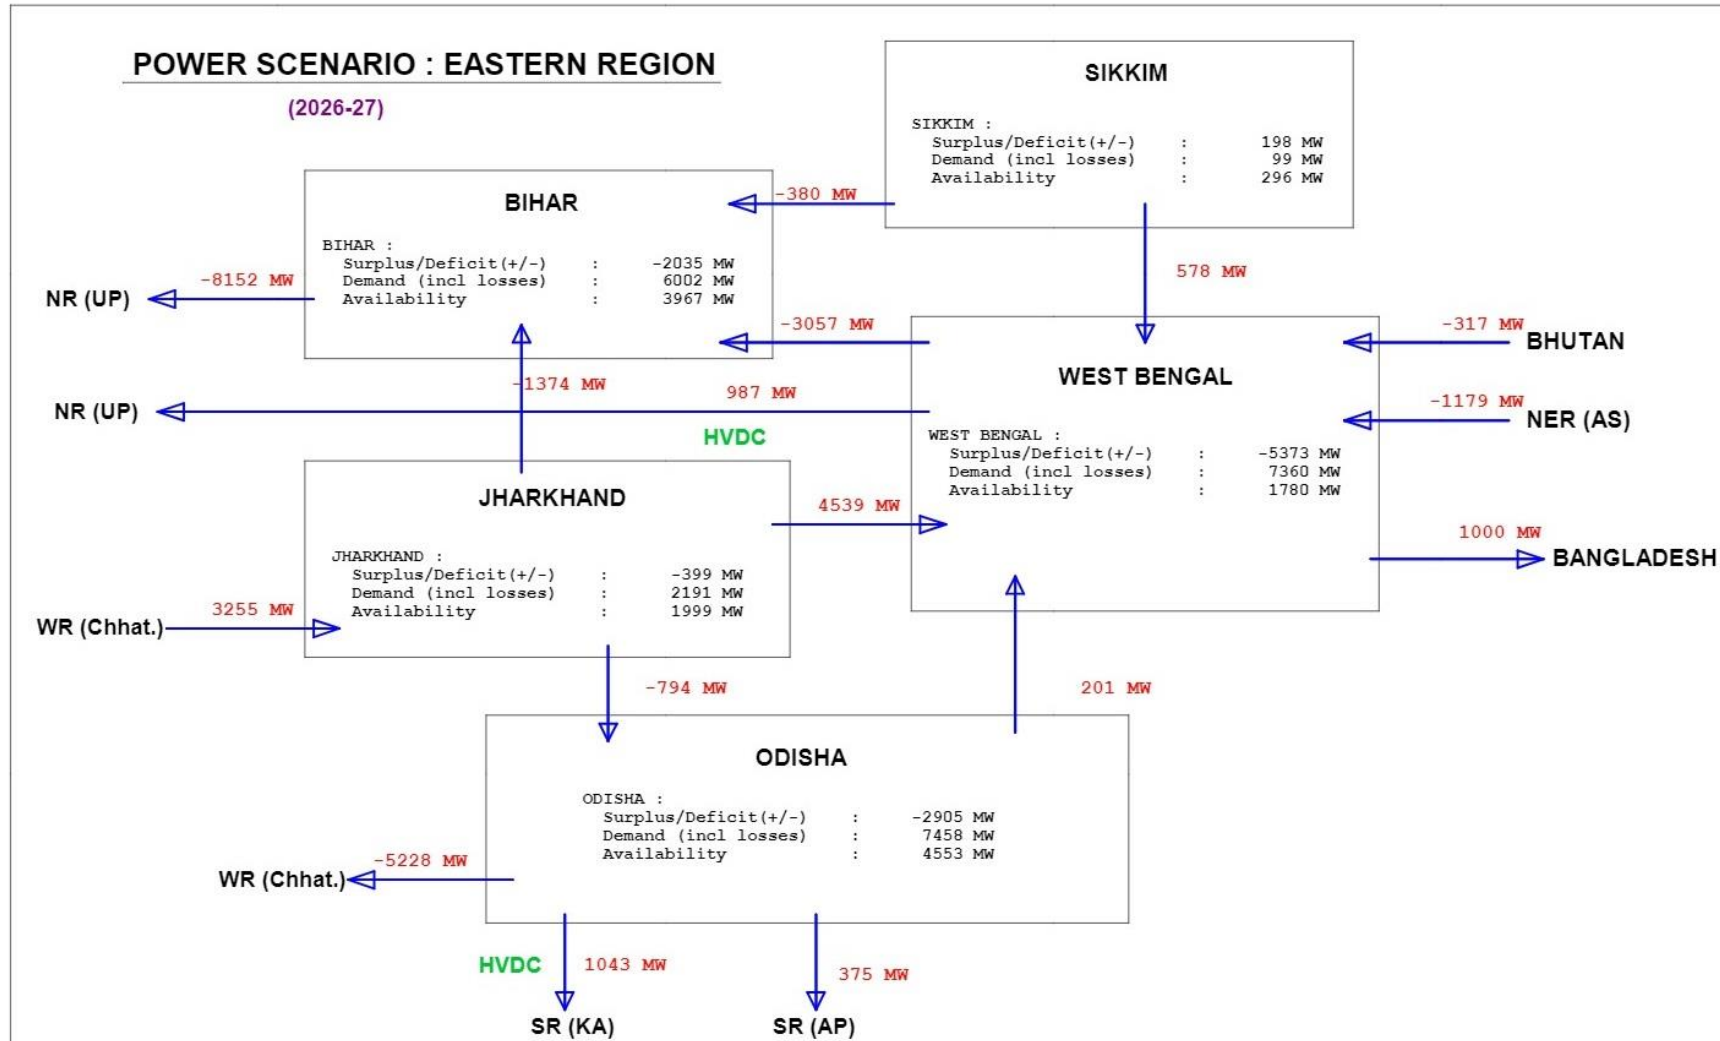 POWER SCENARIO : EASTERN REGION
(2026-27)
SIKKIM
SIKKIM :
Surplus/Deficit(+/-) : 198 MW
Demand (incl losses) : 99 MW
Availability : 296 MW
-380 MW
BIHAR
BIHAR :
Surplus/Deficit(+/-) : -2035 MW
Demand (incl losses) : 6002 MW
Availability : 3967 MW
-8152 MW
NR (UP)
578 MW
-3057 MW
-317 MW
BHUTAN
WEST BENGAL
-1374 MW
987 MW
NR (UP)
HVDC
-1179 MW
NER (AS)
WEST BENGAL :
Surplus/Deficit(+/-) : -5373 MW
Demand (incl losses) : 7360 MW
Availability : 1780 MW
JHARKHAND
4539 MW
1000 MW
BANGLADESH
JHARKHAND :
Surplus/Deficit(+/-) : -399 MW
Demand (incl losses) : 2191 MW
Availability : 1999 MW
3255 MW
WR (Chhat.)
-794 MW
201 MW
ODISHA
ODISHA :
Surplus/Deficit(+/-) : -2905 MW
Demand (incl losses) : 7458 MW
Availability : 4553 MW
-5228 MW
WR (Chhat.)
HVDC
1043 MW
375 MW
SR (KA)
SR (AP)